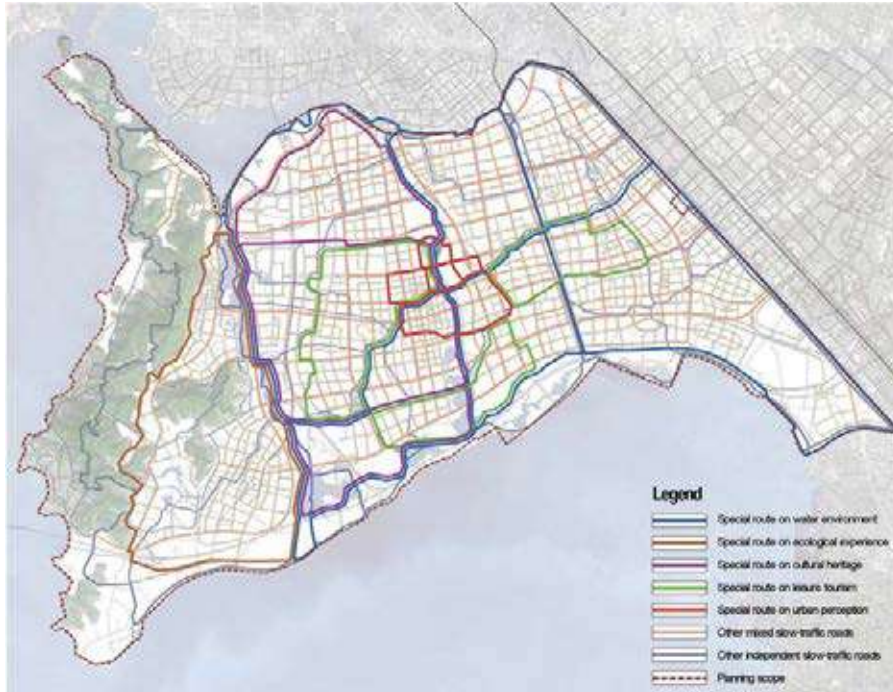 Legend
Special route on water environment
Special route on ecological experience
Special route on cultural heritage
Special route on leisure tourism
Special route on urban perception
Other mixed slow-traffic roads
Other independent slow-traffic roads
Planning scope